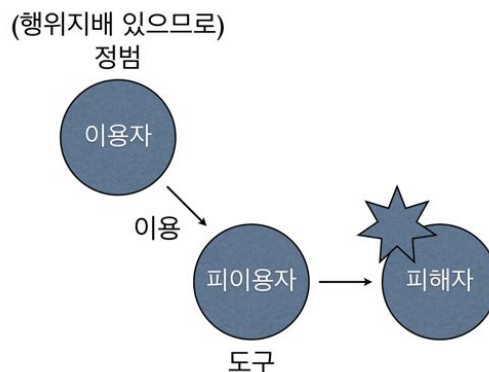 (행위지배 있으므로)
정범
이용자
이용
피이용자
피해자
도구